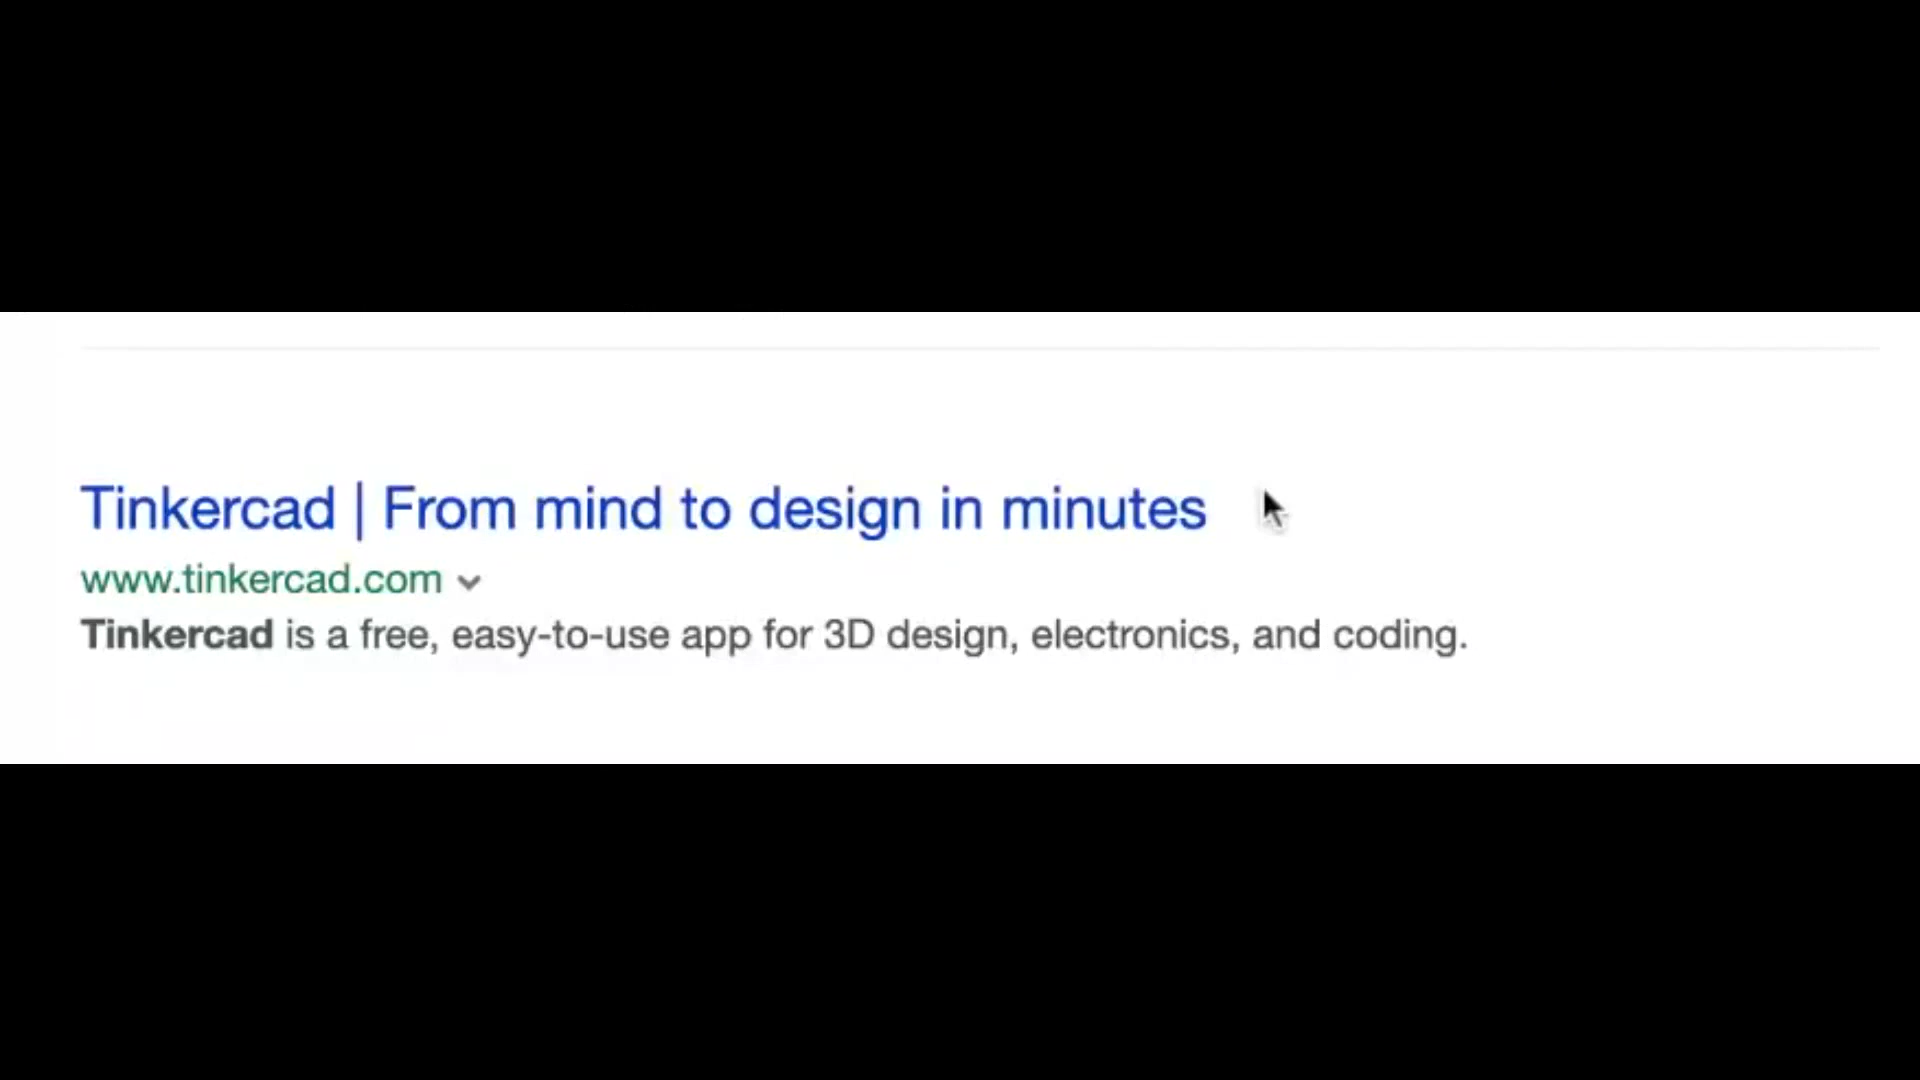 Tinkercad | From mind to design in minutes
www.tinkercad.com
Tinkercad is a free, easy-to-use app for 3D design, electronics, and coding.